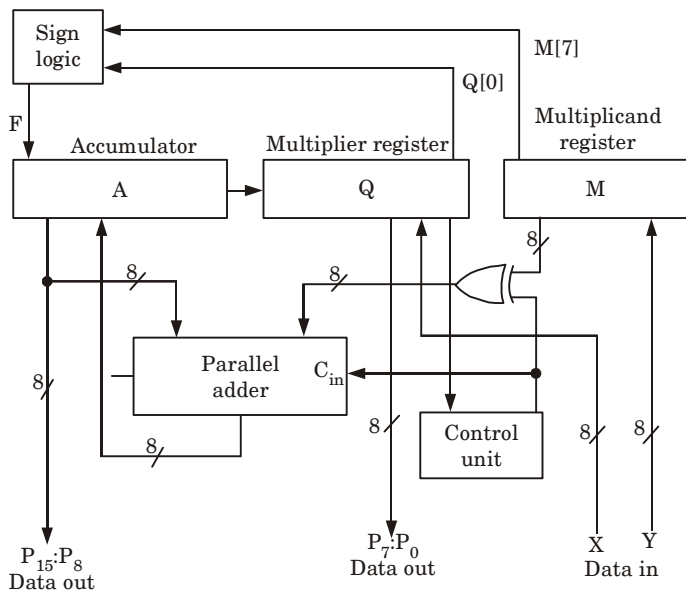 Sign
logic
M[7]
Q[0]
F
Accumulator
Multiplier register
Multiplicand
register
A
Q
M
8
8
8
Parallel
adder
C_in
8
8
8
Control
unit
8
8
P_15:P_8
Data out
P_7:P_0
Data out
X
Y
Data in